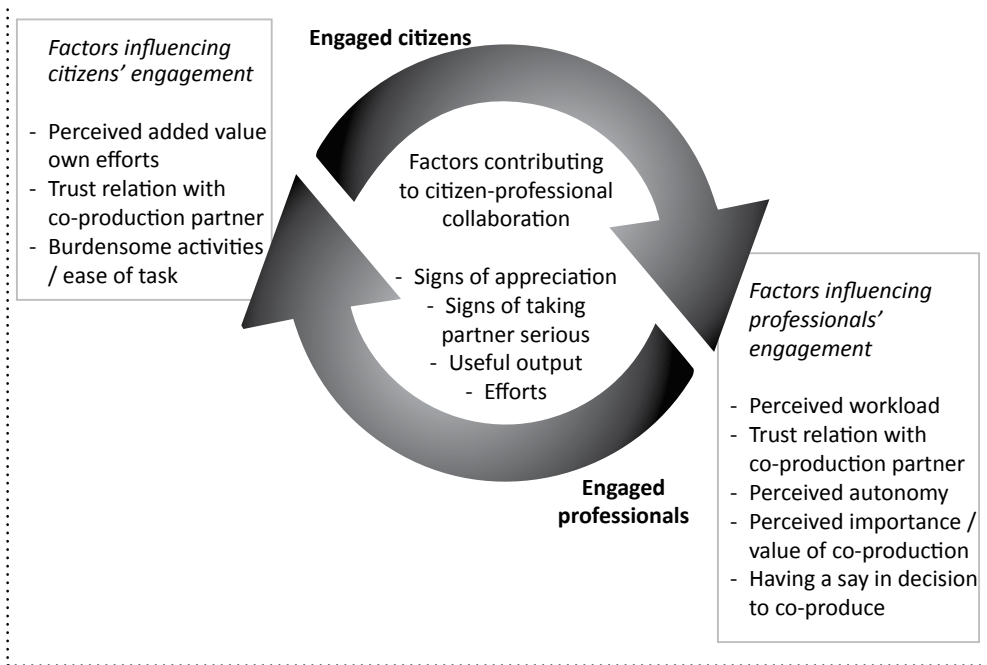 Factors influencing
citizens’ engagement
- Perceived added value
own efforts
- Trust relation with
co-production partner
- Burdensome activities
/ ease of task
Engaged citizens
Factors contributing
to citizen-professional
collaboration
- Signs of appreciation
- Signs of taking
partner serious
- Useful output
- Efforts
Engaged
professionals
Factors influencing
professionals’
engagement
- Perceived workload
- Trust relation with
co-production partner
- Perceived autonomy
- Perceived importance /
value of co-production
- Having a say in decision
to co-produce